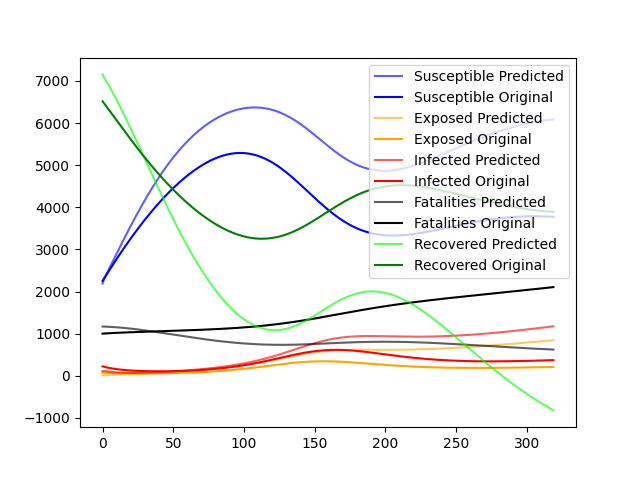 7000
6000
5000
4000
3000
2000
1000
0
−1000
0 50 100 150 200 250 300
Susceptible Predicted
Susceptible Original
Exposed Predicted
Exposed Original
Infected Predicted
Infected Original
Fatalities Predicted
Fatalities Original
Recovered Predicted
Recovered Original